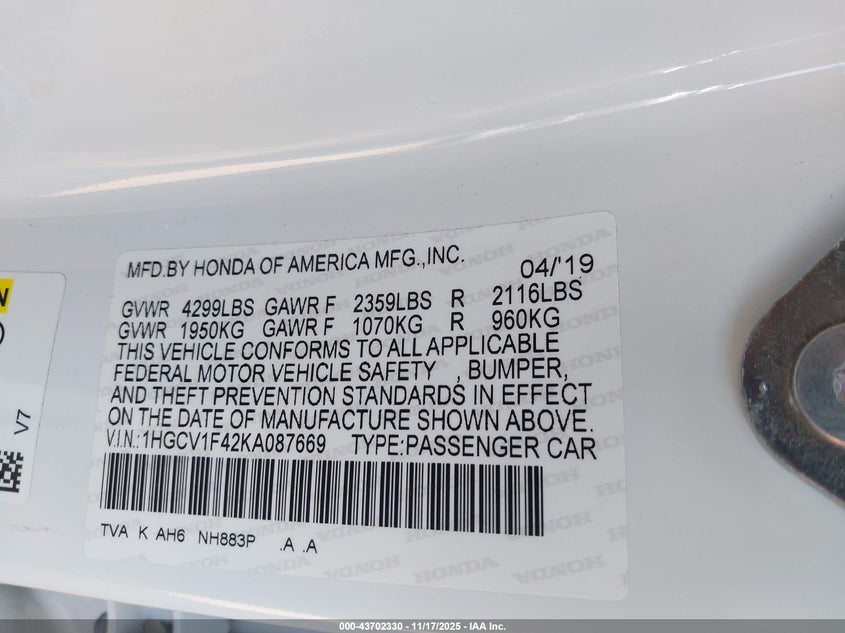 MFD.BY HONDA OF AMERICA MFG.,INC. 04/'19
GVWR 4299LBS GAWR F 2359LBS R 2116LBS
GVWR 1950KG GAWR F 1070KG R 960KG
THIS VEHICLE CONFORMS TO ALL APPLICABLE
FEDERAL MOTOR VEHICLE SAFETY , BUMPER,
AND THEFT PREVENTION STANDARDS IN EFFECT
ON THE DATE OF MANUFACTURE SHOWN ABOVE.
V.I.N.:1HGCV1F42KA087669 TYPE:PASSENGER CAR
TVA K AH6 NH883P .A .A
V7
000-43702330 - 11/17/2025 - IAA Inc.